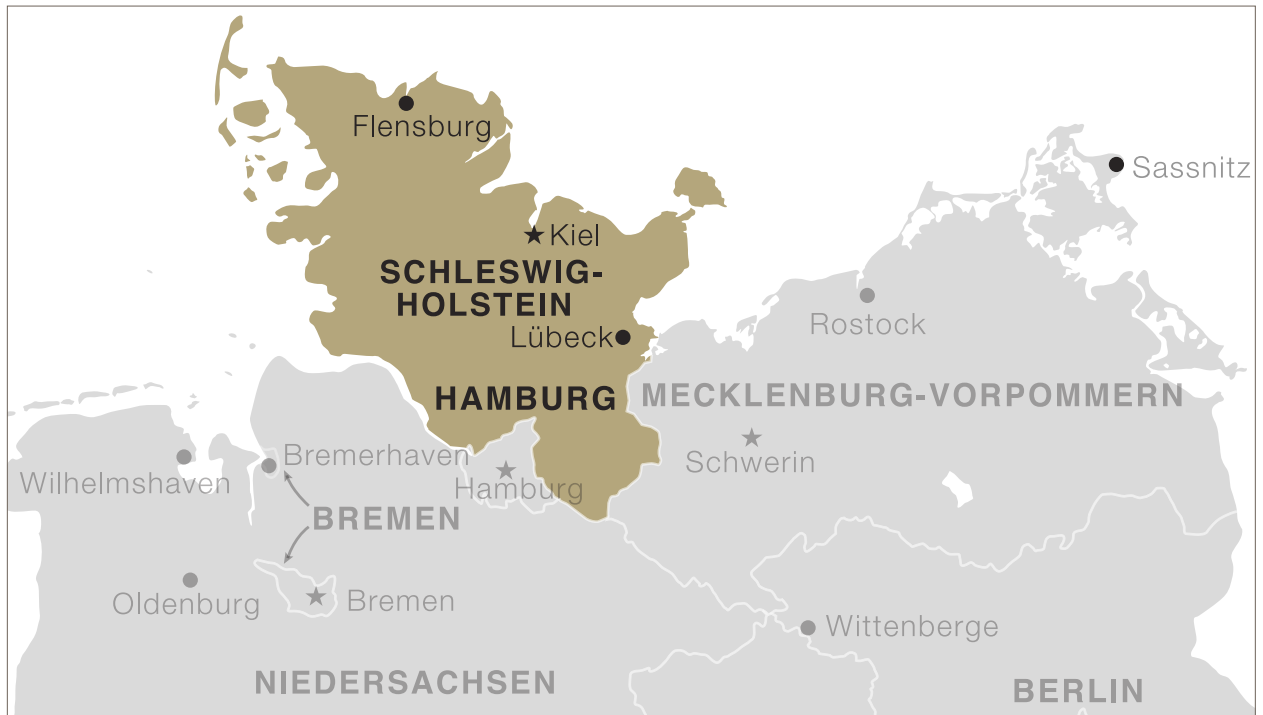 Flensburg
Sassnitz
Kiel
SCHLESWIG-
HOLSTEIN
Rostock
Lübeck
HAMBURG
MECKLENBURG-VORPOMMERN
Bremerhaven
Schwerin
Wilhelmshaven
Hamburg
BREMEN
Oldenburg
Bremen
Wittenberge
NIEDERSACHSEN
BERLIN